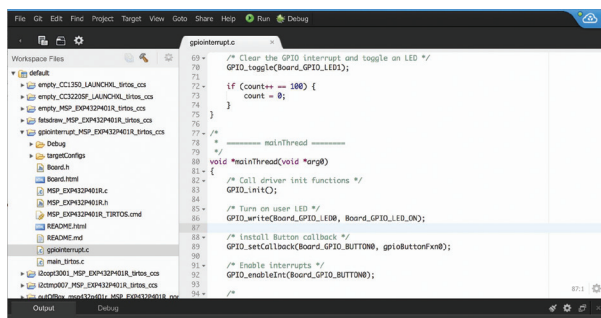 File Git Edit Find Project Target View Goto Share Help Run Debug
gpiointerrupt.c ×
Workspace Files
default
empty_CC1350_LAUNCHXL_tirtos_ccs
empty_CC3220SF_LAUNCHXL_tirtos_ccs
empty_MSP_EXP432P401R_tirtos_ccs
fatsdraw_MSP_EXP432P401R_tirtos_ccs
gpiointerrupt_MSP_EXP432P401R_tirtos_ccs
Debug
targetConfigs
Board.h
Board.html
MSP_EXP432P401R.c
MSP_EXP432P401R.h
MSP_EXP432P401R_TIRTOS.cmd
README.html
README.md
gpiointerrupt.c
main_tirtos.c
i2copt3001_MSP_EXP432P401R_tirtos_ccs
i2ctmp007_MSP_EXP432P401R_tirtos_ccs
69 /* Clear the GPIO interrupt and toggle an LED */
70 GPIO_toggle(Board_GPIO_LED1);
71
72 if (count++ == 100) {
73 count = 0;
74 }
75 }
76
77 /*
78 * ======== mainThread ========
79 */
80 void *mainThread(void *arg0)
81 {
82 /* Call driver init functions */
83 GPIO_init();
84
85 /* Turn on user LED */
86 GPIO_write(Board_GPIO_LED0, Board_GPIO_LED_ON);
87
88 /* install Button callback */
89 GPIO_setCallback(Board_GPIO_BUTTON0, gpioButtonFxn0);
90
91 /* Enable interrupts */
92 GPIO_enableInt(Board_GPIO_BUTTON0);
93
94 /*
87:1
Output Debug